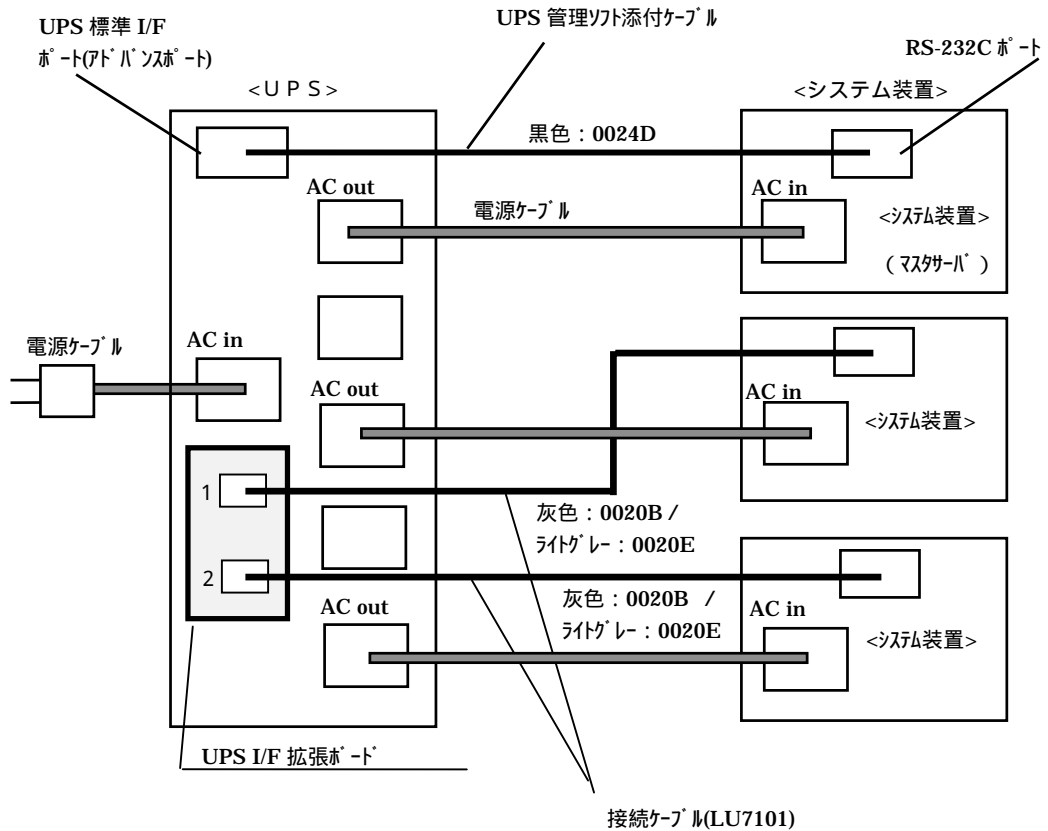 UPS 標準 I/F
ﾎﾟｰﾄ(ｱﾄﾞﾊﾞﾝｽﾎﾟｰﾄ)
UPS 管理ソフト添付ケーブル
RS-232C ﾎﾟｰﾄ
<ＵＰＳ>
<システム装置>
黒色：0024D
AC out
電源ｹｰﾌﾞﾙ
AC in
<ｼｽﾃﾑ装置>
（ﾏｽﾀｻｰﾊﾞ）
電源ｹｰﾌﾞﾙ
AC in
AC out
AC in
<ｼｽﾃﾑ装置>
1
灰色：0020B /
ﾗｲﾄｸﾞﾚｰ：0020E
2
灰色：0020B /
ﾗｲﾄｸﾞﾚｰ：0020E
AC out
AC in
<ｼｽﾃﾑ装置>
UPS I/F 拡張ﾎﾞｰﾄﾞ
接続ｹｰﾌﾞﾙ(LU7101)